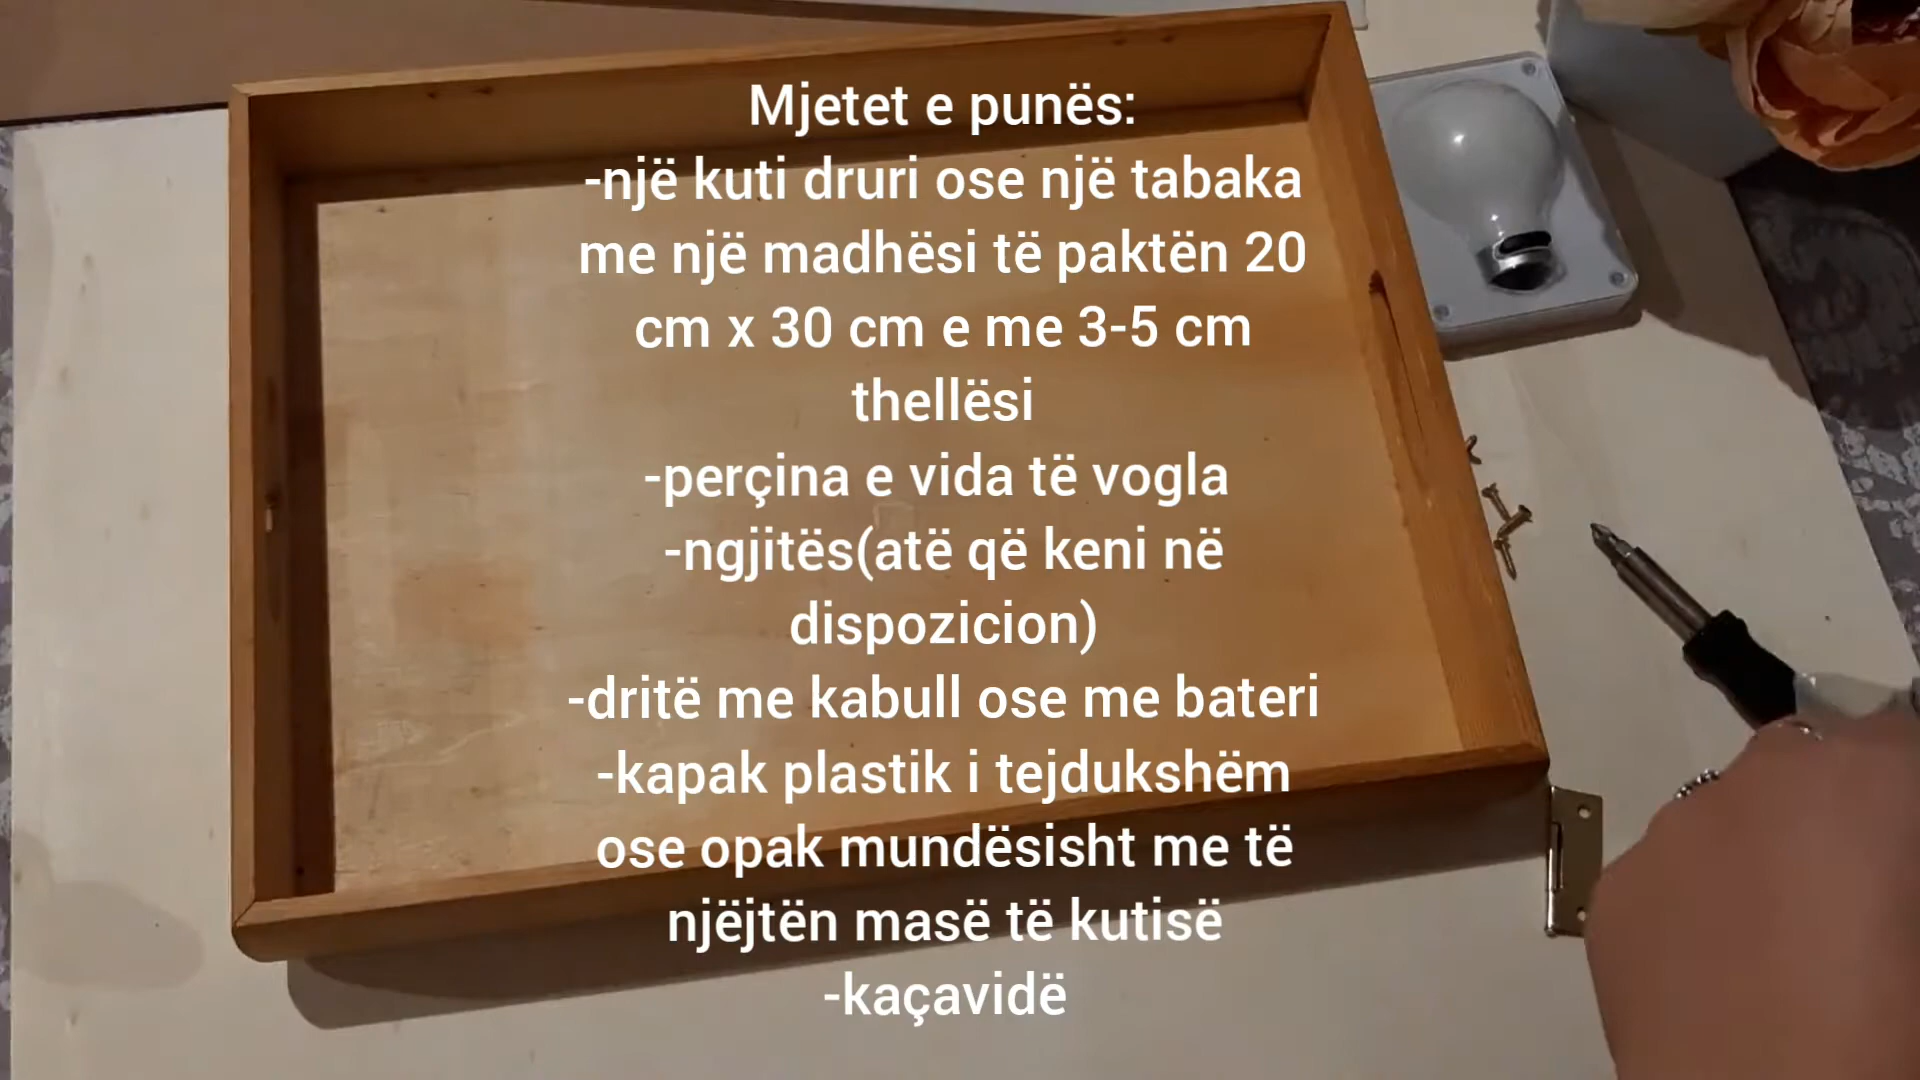 Mjetet e punës:
-një kuti druri ose një tabaka
me një madhësi të paktën 20
cm x 30 cm e me 3-5 cm
thellësi
-perçina e vida të vogla
-ngjitës(atë që keni në
dispozicion)
-dritë me kabull ose me bateri
-kapak plastik i tejdukshëm
ose opak mundësisht me të
njëjtën masë të kutisë
-kaçavidë